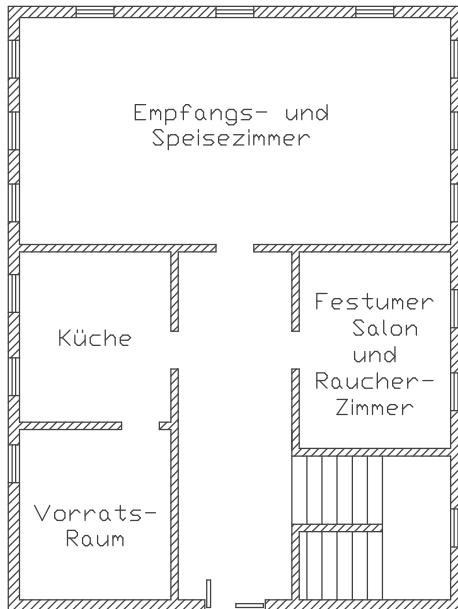 Empfangs- und
Speisezimmer
Küche
Festumer
Salon
und
Raucher-
Zimmer
Vorrats-
Raum